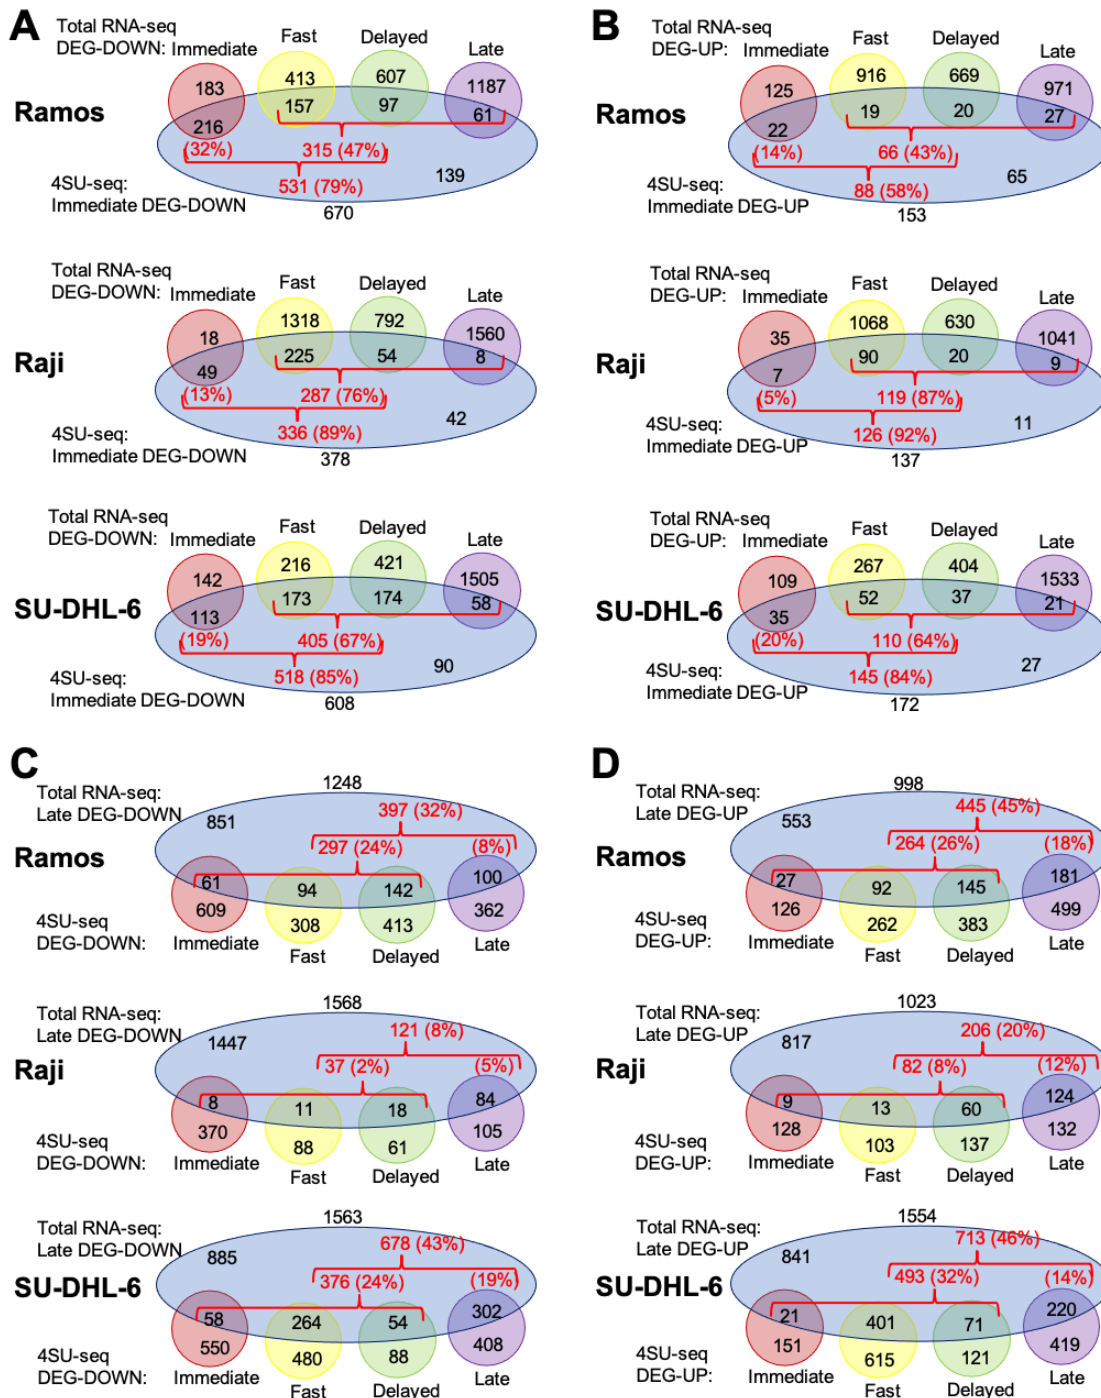 A
Total RNA-seq
DEG-DOWN: Immediate Fast Delayed Late
Ramos
183 413 607 1187
216 157 97 61
(32%) 315 (47%)
531 (79%) 139
4SU-seq:
Immediate DEG-DOWN
670
Total RNA-seq
DEG-DOWN: Immediate Fast Delayed Late
Raji
18 1318 792 1560
49 225 54 8
(13%) 287 (76%)
336 (89%) 42
4SU-seq:
Immediate DEG-DOWN
378
Total RNA-seq
DEG-DOWN: Immediate Fast Delayed Late
SU-DHL-6
142 216 421 1505
113 173 174 58
(19%) 405 (67%)
518 (85%) 90
4SU-seq:
Immediate DEG-DOWN
608
B
Total RNA-seq
DEG-UP: Immediate Fast Delayed Late
Ramos
125 916 669 971
22 19 20 27
(14%) 66 (43%)
88 (58%) 65
4SU-seq:
Immediate DEG-UP
153
Total RNA-seq
DEG-UP: Immediate Fast Delayed Late
Raji
35 1068 630 1041
7 90 20 9
(5%) 119 (87%)
126 (92%) 11
4SU-seq:
Immediate DEG-UP
137
Total RNA-seq
DEG-UP: Immediate Fast Delayed Late
SU-DHL-6
109 267 404 1533
35 52 37 21
(20%) 110 (64%)
145 (84%) 27
4SU-seq:
Immediate DEG-UP
172
C
1248
Total RNA-seq:
Late DEG-DOWN
851 397 (32%)
297 (24%) (8%)
Ramos
61 94 142 100
609 308 413 362
4SU-seq
DEG-DOWN: Immediate Fast Delayed Late
1568
Total RNA-seq:
Late DEG-DOWN
1447 121 (8%)
37 (2%) (5%)
Raji
8 11 18 84
370 88 61 105
4SU-seq
DEG-DOWN: Immediate Fast Delayed Late
1563
Total RNA-seq:
Late DEG-DOWN
885 678 (43%)
376 (24%) (19%)
SU-DHL-6
58 264 54 302
550 480 88 408
4SU-seq
DEG-DOWN: Immediate Fast Delayed Late
D
998
Total RNA-seq:
Late DEG-UP
553 445 (45%)
264 (26%) (18%)
Ramos
27 92 145 181
126 262 383 499
4SU-seq
DEG-UP: Immediate Fast Delayed Late
1023
Total RNA-seq:
Late DEG-UP
817 206 (20%)
82 (8%) (12%)
Raji
9 13 60 124
128 103 137 132
4SU-seq
DEG-UP: Immediate Fast Delayed Late
1554
Total RNA-seq:
Late DEG-UP
841 713 (46%)
493 (32%) (14%)
SU-DHL-6
21 401 71 220
151 615 121 419
4SU-seq
DEG-UP: Immediate Fast Delayed Late